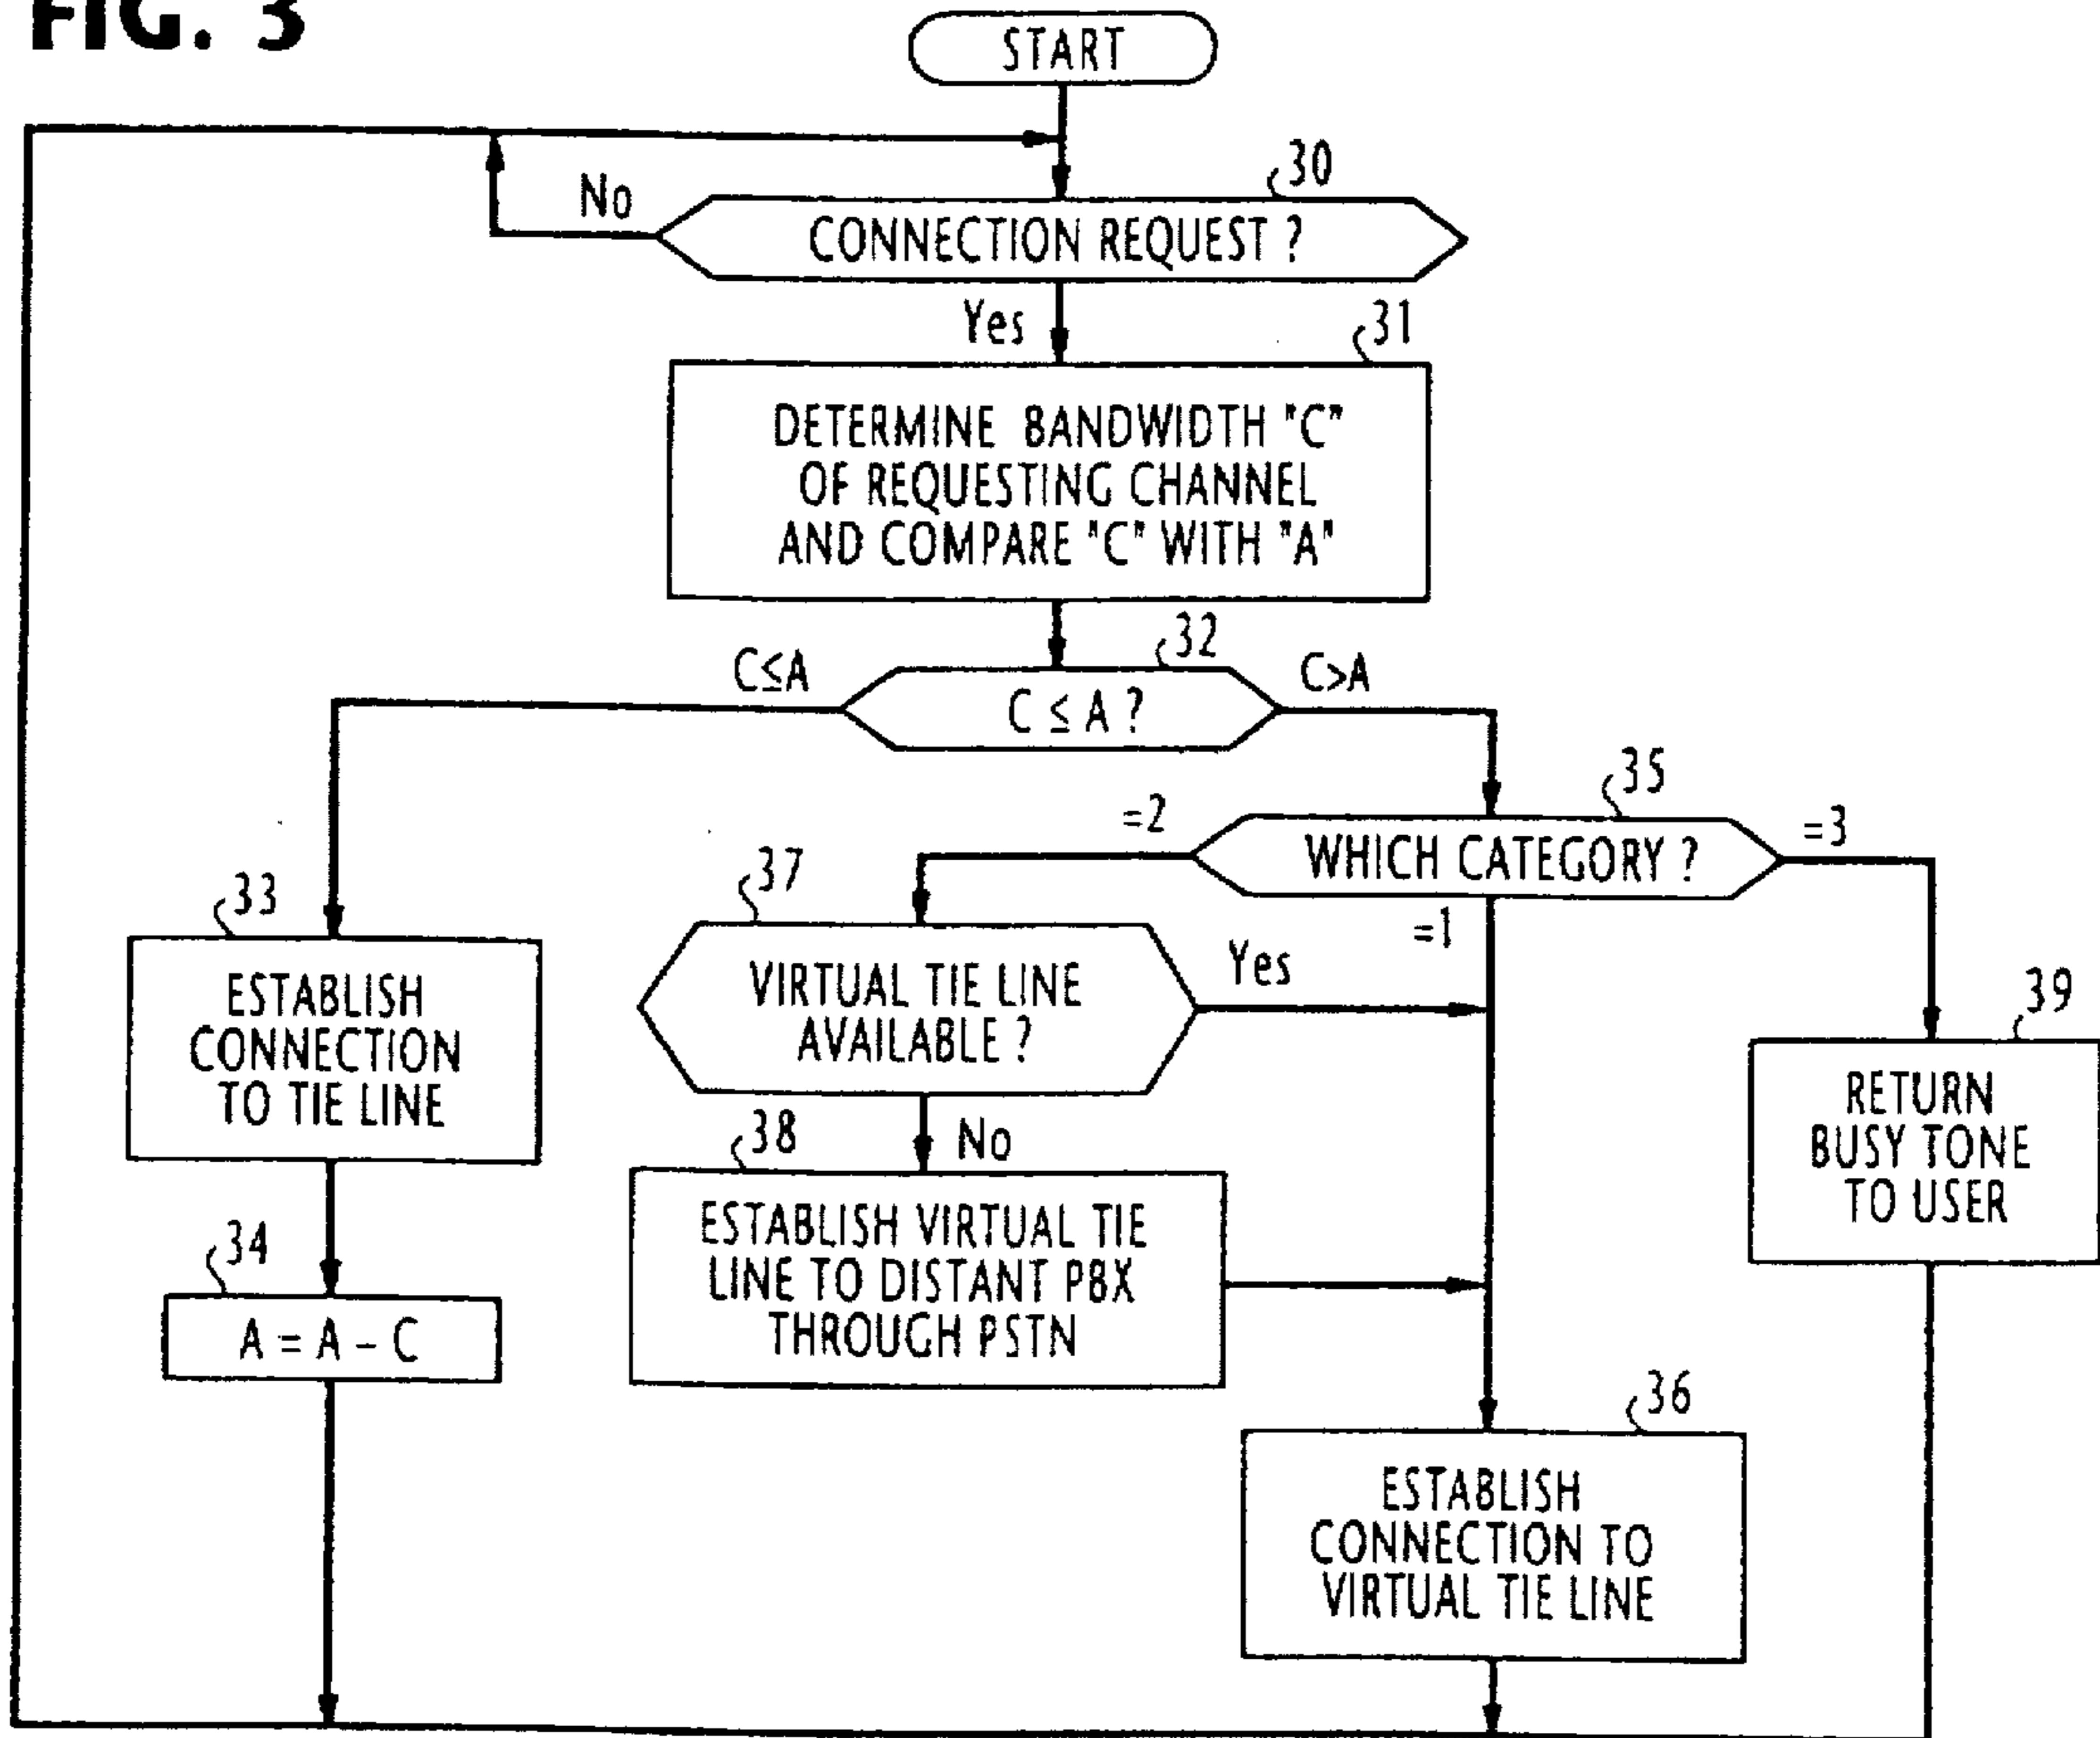 FIG. 3
START
30
No
CONNECTION REQUEST ?
Yes
31
DETERMINE BANDWIDTH "C"
OF REQUESTING CHANNEL
AND COMPARE "C" WITH "A"
32
C≤A
C>A
C ≤ A ?
35
=2
=3
WHICH CATEGORY ?
37
33
=1
Yes
VIRTUAL TIE LINE
AVAILABLE ?
39
ESTABLISH
CONNECTION
TO TIE LINE
RETURN
BUSY TONE
TO USER
38
No
ESTABLISH VIRTUAL TIE
LINE TO DISTANT PBX
THROUGH PSTN
34
A = A - C
36
ESTABLISH
CONNECTION TO
VIRTUAL TIE LINE